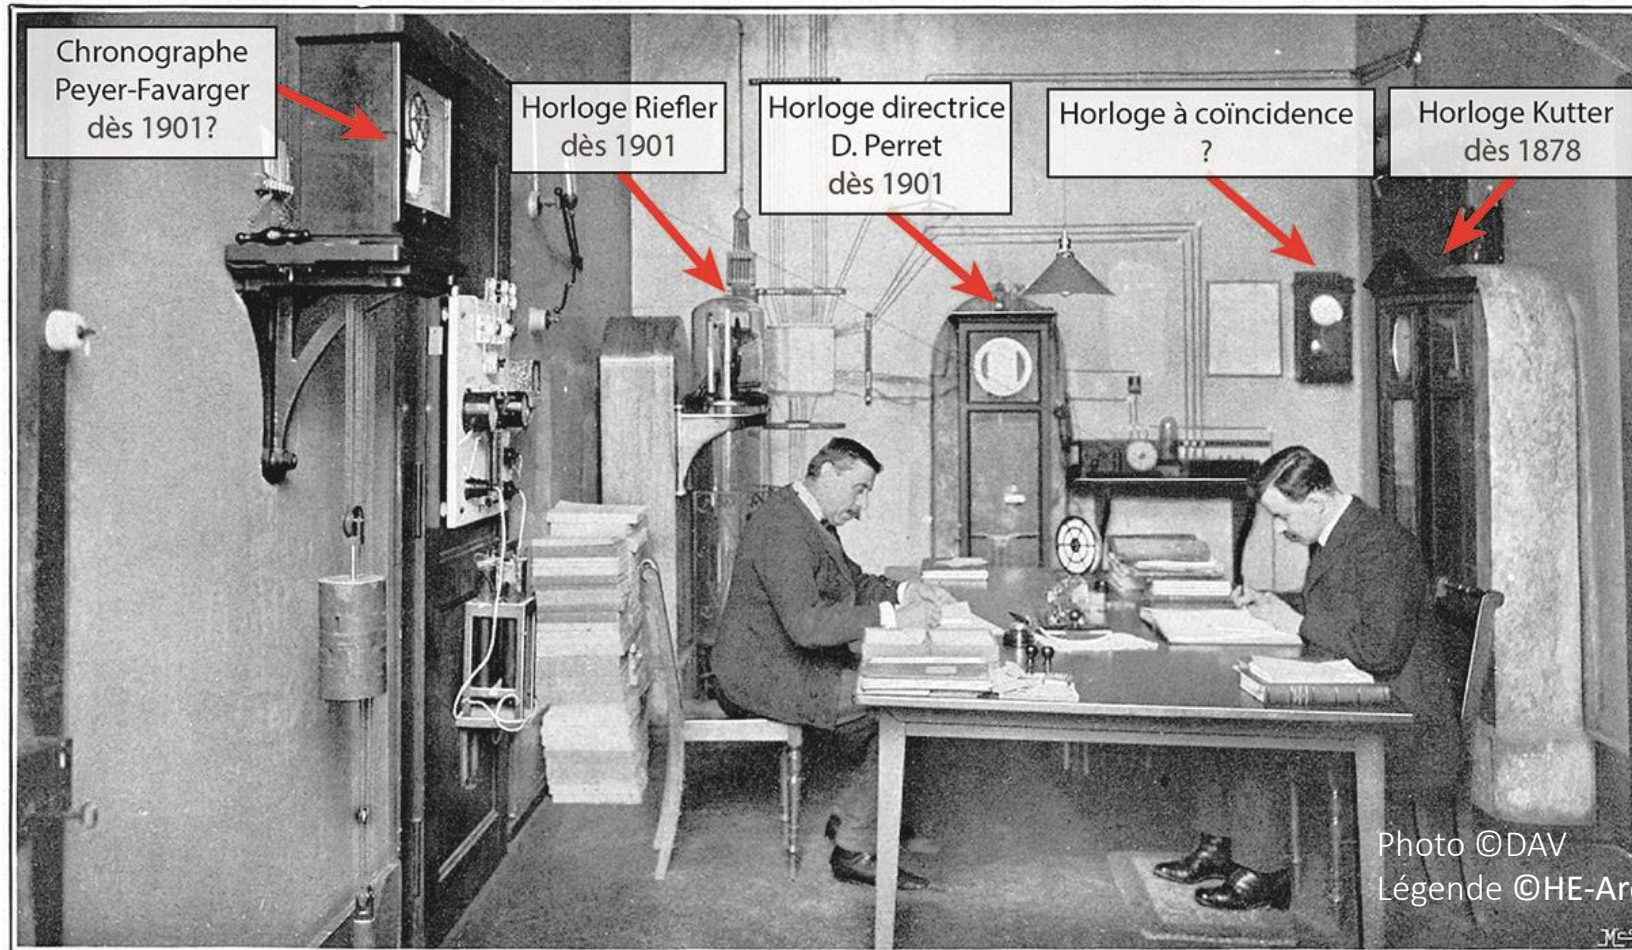 Chronographe
Peyer-Favarger
dès 1901?
Horloge Riefler
dès 1901
Horloge directrice
D. Perret
dès 1901
Horloge à coïncidence
?
Horloge Kutter
dès 1878
Photo ©DAV
Légende ©HE-Arc